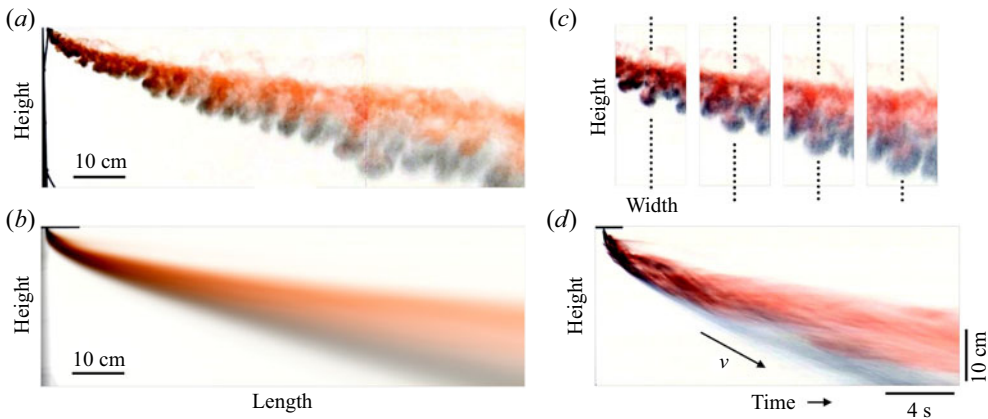 (a)
Height
10 cm
(b)
Height
10 cm
Length
(c)
Height
Width
(d)
Height
v
10 cm
Time
4 s